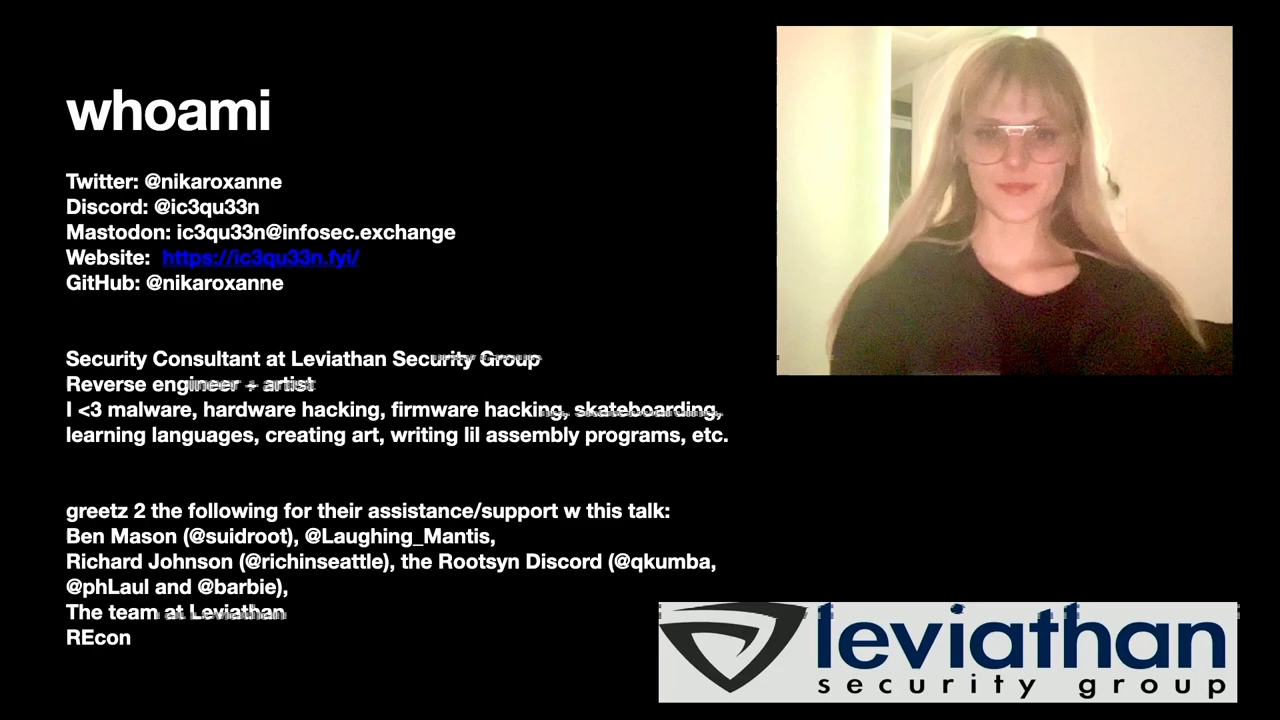 whoami
Twitter: @nikaroxanne
Discord: @ic3qu33n
Mastodon: ic3qu33n@infosec.exchange
Website: https://ic3qu33n.fyi/
GitHub: @nikaroxanne
Security Consultant at Leviathan Security Group
Reverse engineer + artist
I <3 malware, hardware hacking, firmware hacking, skateboarding,
learning languages, creating art, writing lil assembly programs, etc.
greetz 2 the following for their assistance/support w this talk:
Ben Mason (@suidroot), @Laughing_Mantis,
Richard Johnson (@richinseattle), the Rootsyn Discord (@qkumba,
@phLaul and @barbie),
The team at Leviathan
REcon
leviathan
security group